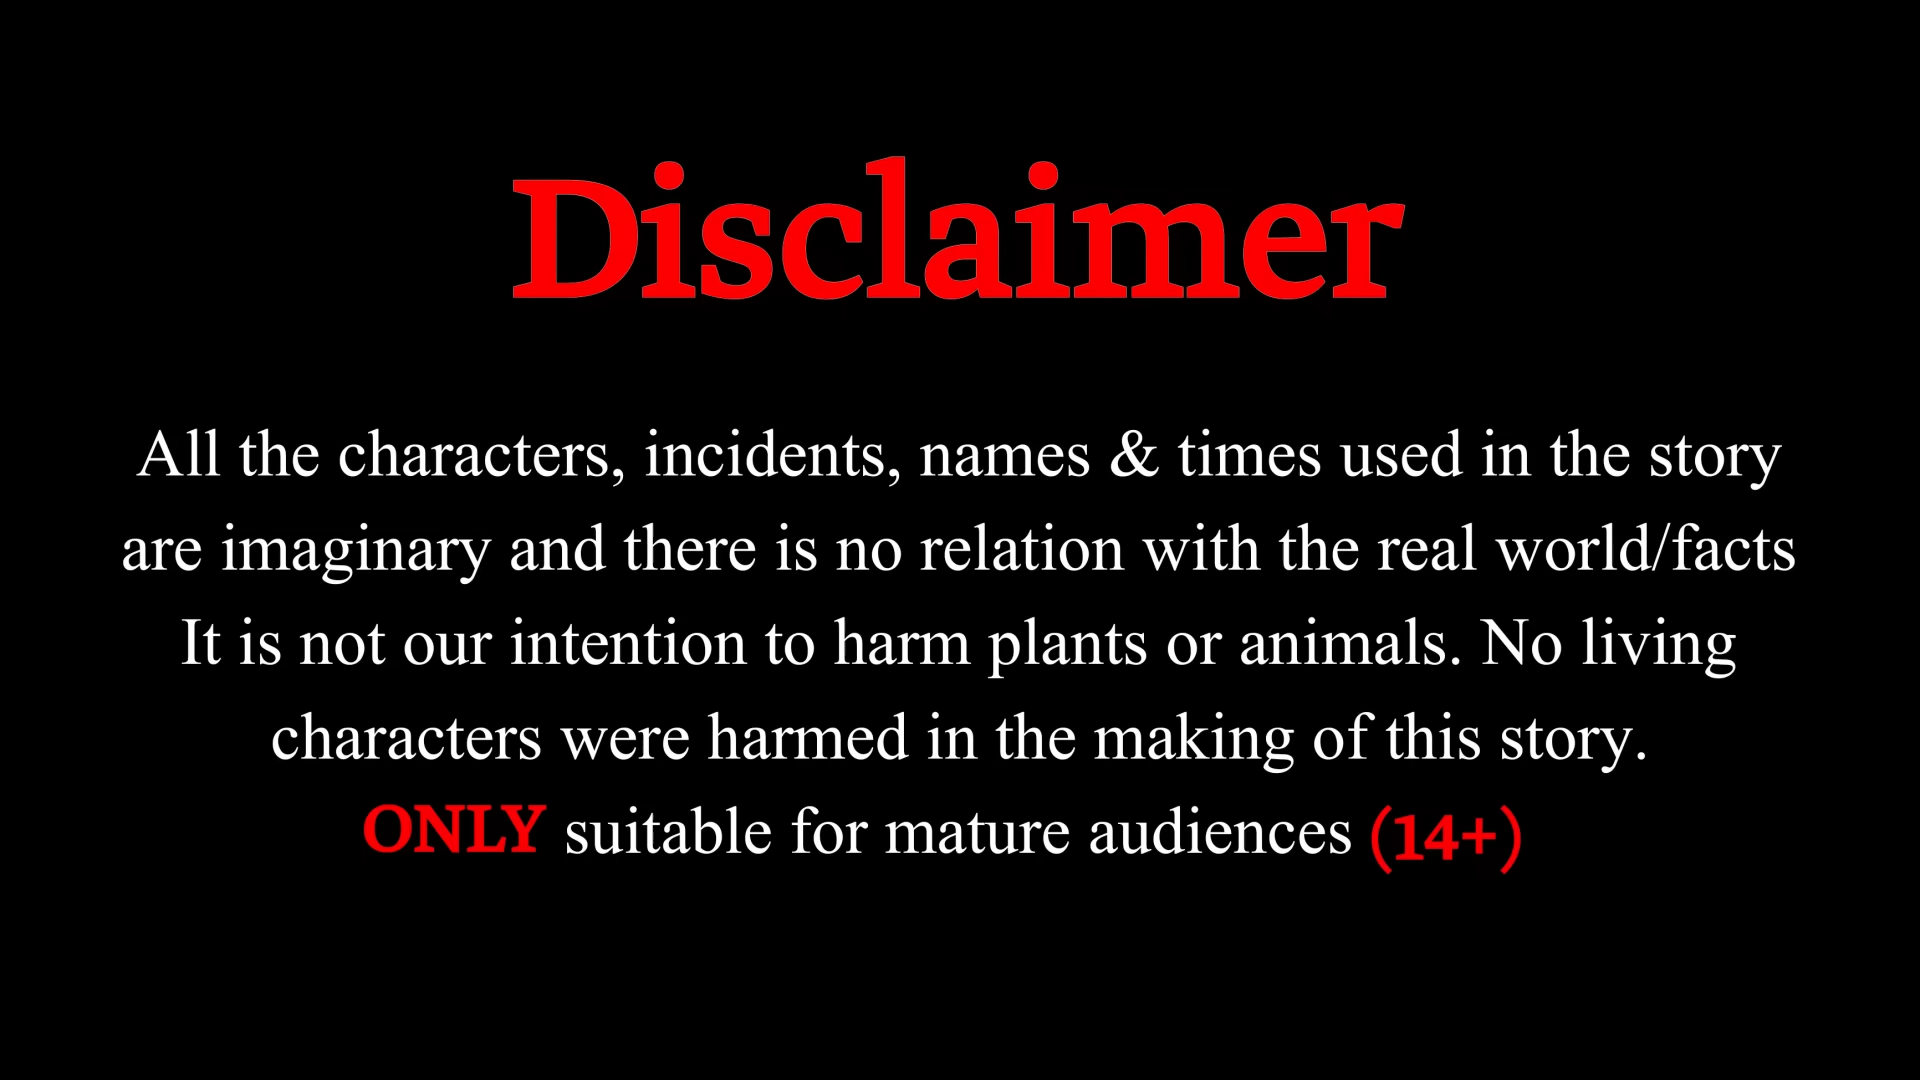 Disclaimer
All the characters, incidents, names & times used in the story
are imaginary and there is no relation with the real world/facts
It is not our intention to harm plants or animals. No living
characters were harmed in the making of this story.
ONLY suitable for mature audiences (14+)